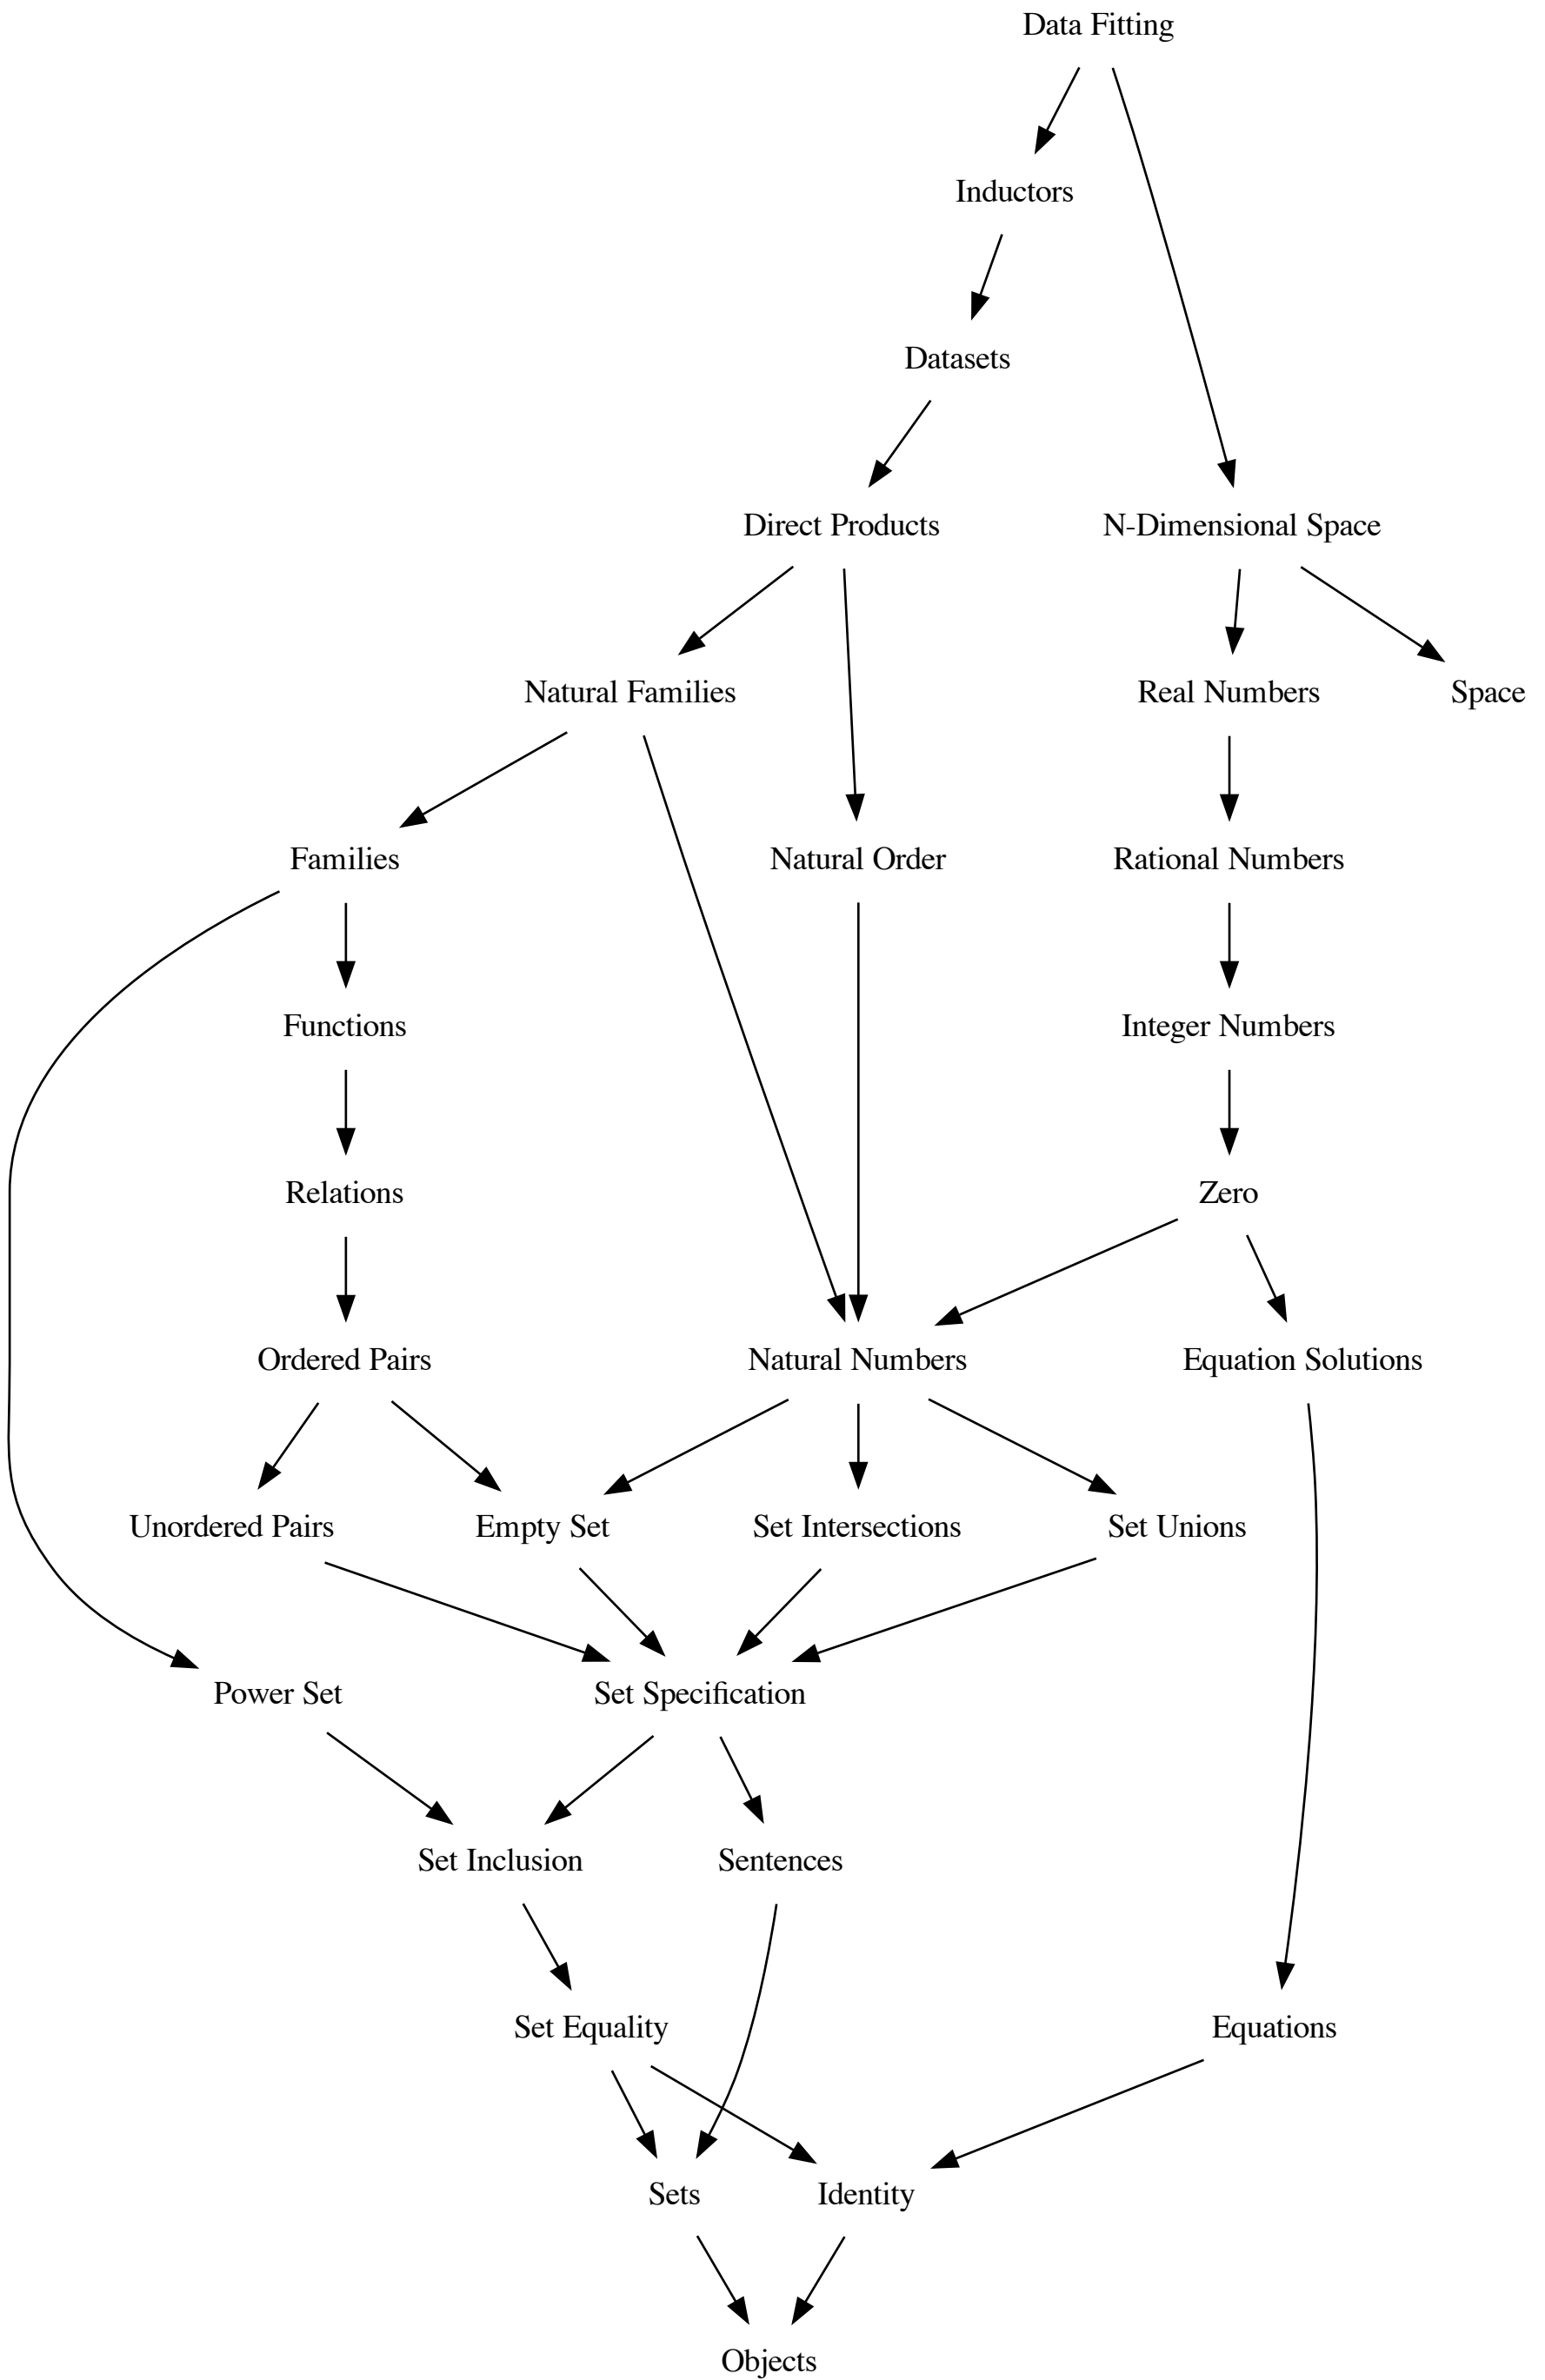 Data Fitting
Inductors
Datasets
Direct Products
N-Dimensional Space
Natural Families
Real Numbers
Space
Families
Natural Order
Rational Numbers
Functions
Integer Numbers
Relations
Zero
Ordered Pairs
Natural Numbers
Equation Solutions
Unordered Pairs
Empty Set
Set Intersections
Set Unions
Power Set
Set Specification
Set Inclusion
Sentences
Set Equality
Equations
Sets
Identity
Objects